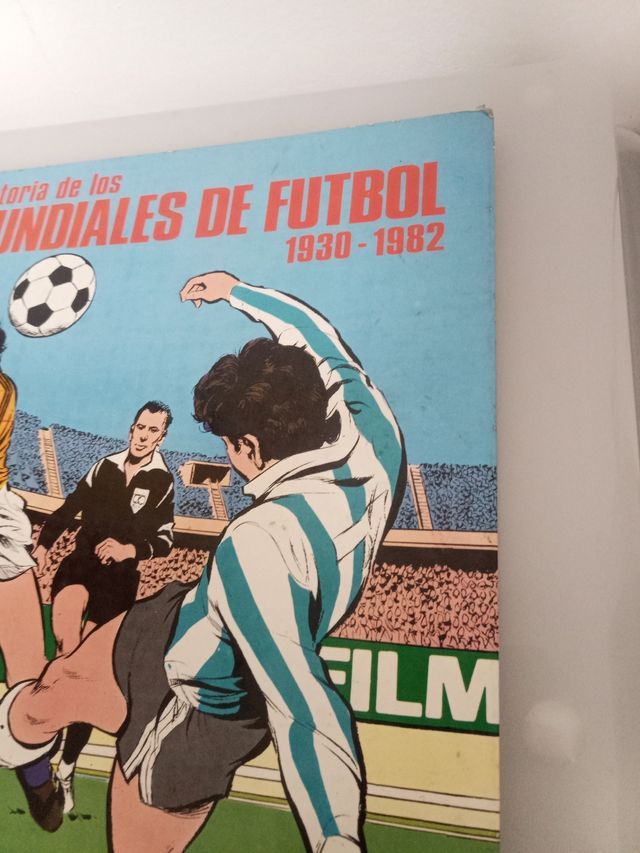 toria de los
UNDIALES DE FUTBOL
1930 - 1982
FILM